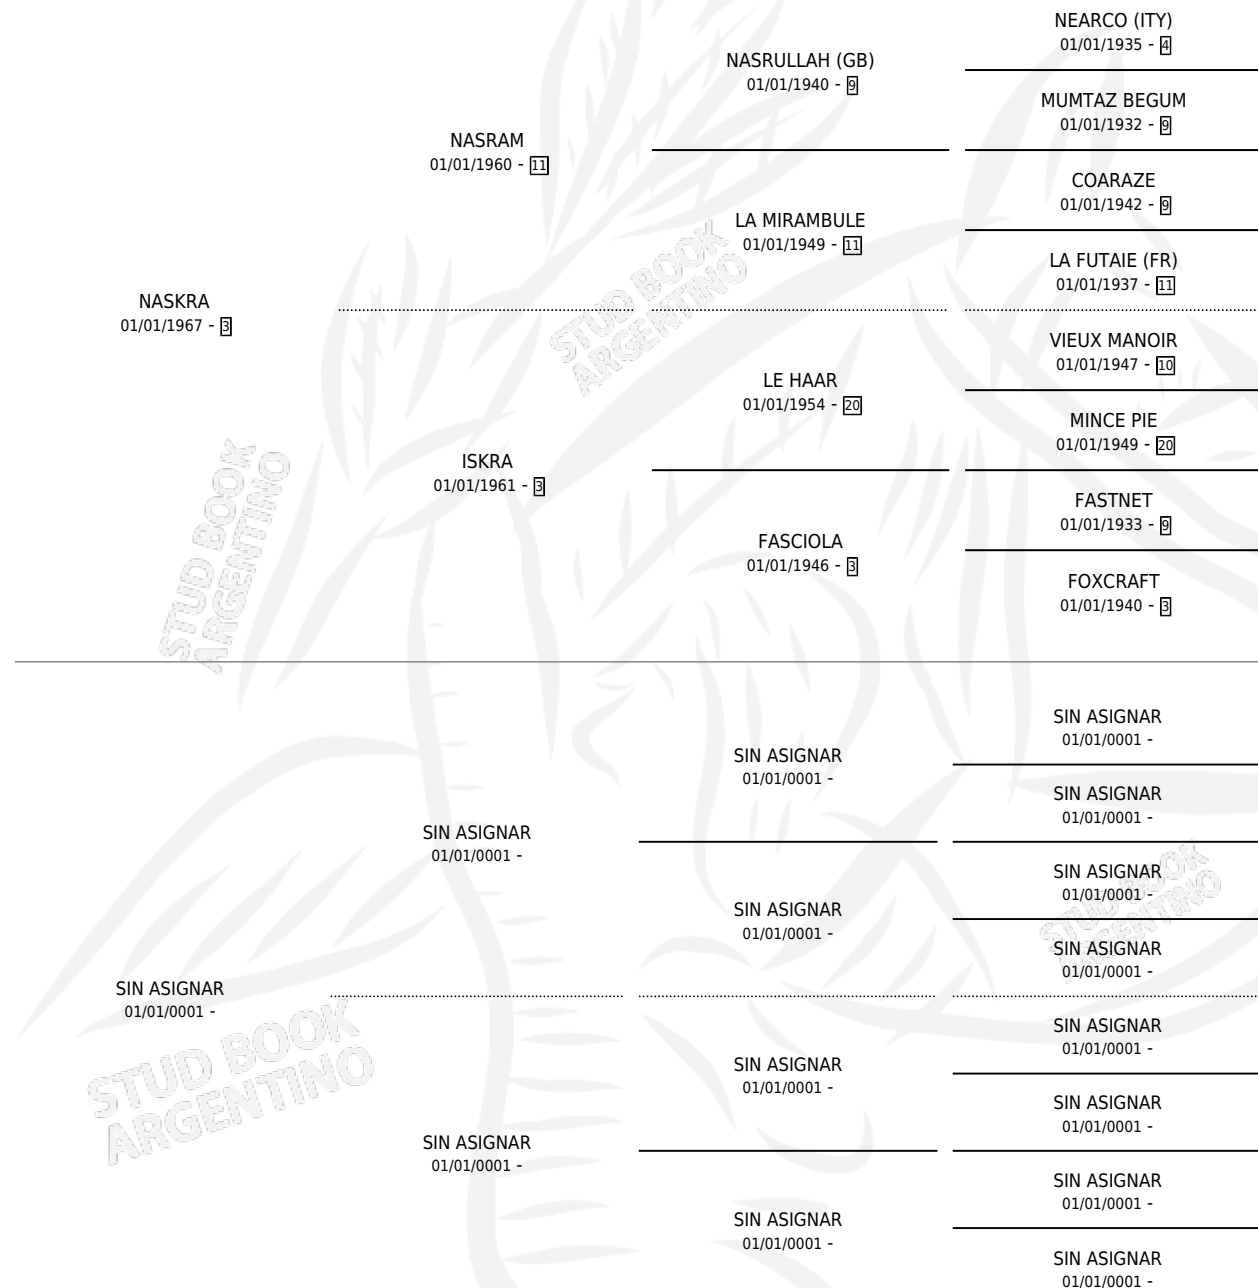 NEARCO (ITY)
01/01/1935 - 4
NASRULLAH (GB)
01/01/1940 - 9
MUMTAZ BEGUM
01/01/1932 - 9
NASRAM
01/01/1960 - 11
COARAZE
01/01/1942 - 9
LA MIRAMBULE
01/01/1949 - 11
LA FUTAIE (FR)
01/01/1937 - 11
NASKRA
01/01/1967 - 3
VIEUX MANOIR
01/01/1947 - 10
LE HAAR
01/01/1954 - 20
MINCE PIE
01/01/1949 - 20
ISKRA
01/01/1961 - 3
FASTNET
01/01/1933 - 9
FASCIOLA
01/01/1946 - 3
FOXCRAFT
01/01/1940 - 3
STUD BOOK
ARGENTINO
STUD BOOK
ARGENTINO
SIN ASIGNAR
01/01/0001 -
SIN ASIGNAR
01/01/0001 -
SIN ASIGNAR
01/01/0001 -
SIN ASIGNAR
01/01/0001 -
SIN ASIGNAR
01/01/0001 -
SIN ASIGNAR
01/01/0001 -
SIN ASIGNAR
01/01/0001 -
STUD BOOK
ARGENTINO
SIN ASIGNAR
01/01/0001 -
SIN ASIGNAR
01/01/0001 -
SIN ASIGNAR
01/01/0001 -
SIN ASIGNAR
01/01/0001 -
SIN ASIGNAR
01/01/0001 -
SIN ASIGNAR
01/01/0001 -
SIN ASIGNAR
01/01/0001 -
SIN ASIGNAR
01/01/0001 -
STUD BOOK
ARGENTINO